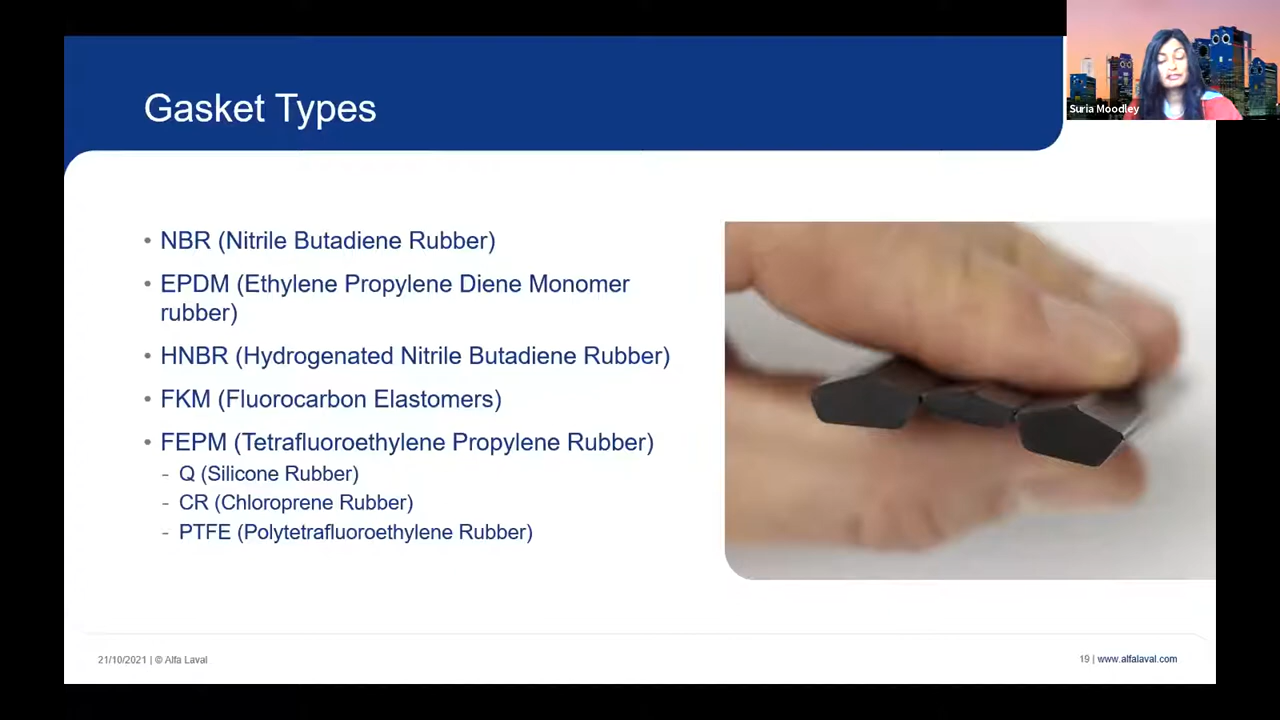 Gasket Types
Suria Moodley
• NBR (Nitrile Butadiene Rubber)
• EPDM (Ethylene Propylene Diene Monomer
rubber)
• HNBR (Hydrogenated Nitrile Butadiene Rubber)
• FKM (Fluorocarbon Elastomers)
• FEPM (Tetrafluoroethylene Propylene Rubber)
- Q (Silicone Rubber)
- CR (Chloroprene Rubber)
- PTFE (Polytetrafluoroethylene Rubber)
21/10/2021 | © Alfa Laval
19 | www.alfalaval.com